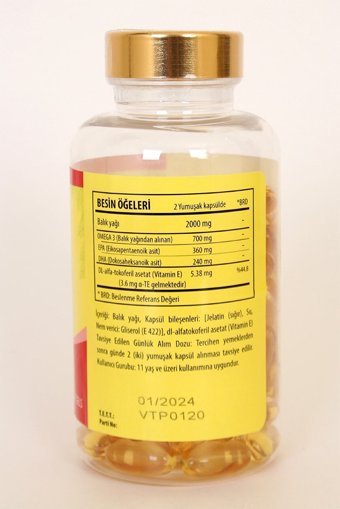 BESİN ÖĞELERİ 2 Yumuşak kapsülde *BRD
Balık yağı 2000 mg -
OMEGA 3 (Balık yağından alınan) 700 mg -
EPA (Eikosapentaenoik asit) 360 mg -
DHA (Dokosaheksanoik asit) 240 mg -
DL-alfa-tokoferil asetat (Vitamin E) 5.38 mg %44.8
(3.6 mg α-TE gelmektedir)
* BRD: Beslenme Referans Değeri
İçeriği: Balık yağı, Kapsül bileşenleri: [Jelatin (sığır), Su,
Nem verici: Gliserol (E 422)], dl-alfatokoferil asetat (Vitamin E)
Tavsiye Edilen Günlük Alım Dozu: Tercihen yemeklerden
sonra günde 2 (iki) yumuşak kapsül alınması tavsiye edilir.
Kullanıcı Gurubu: 11 yaş ve üzeri kullanımına uygundur.
01/2024
T.E.T.T.: VTP0120
Parti No: